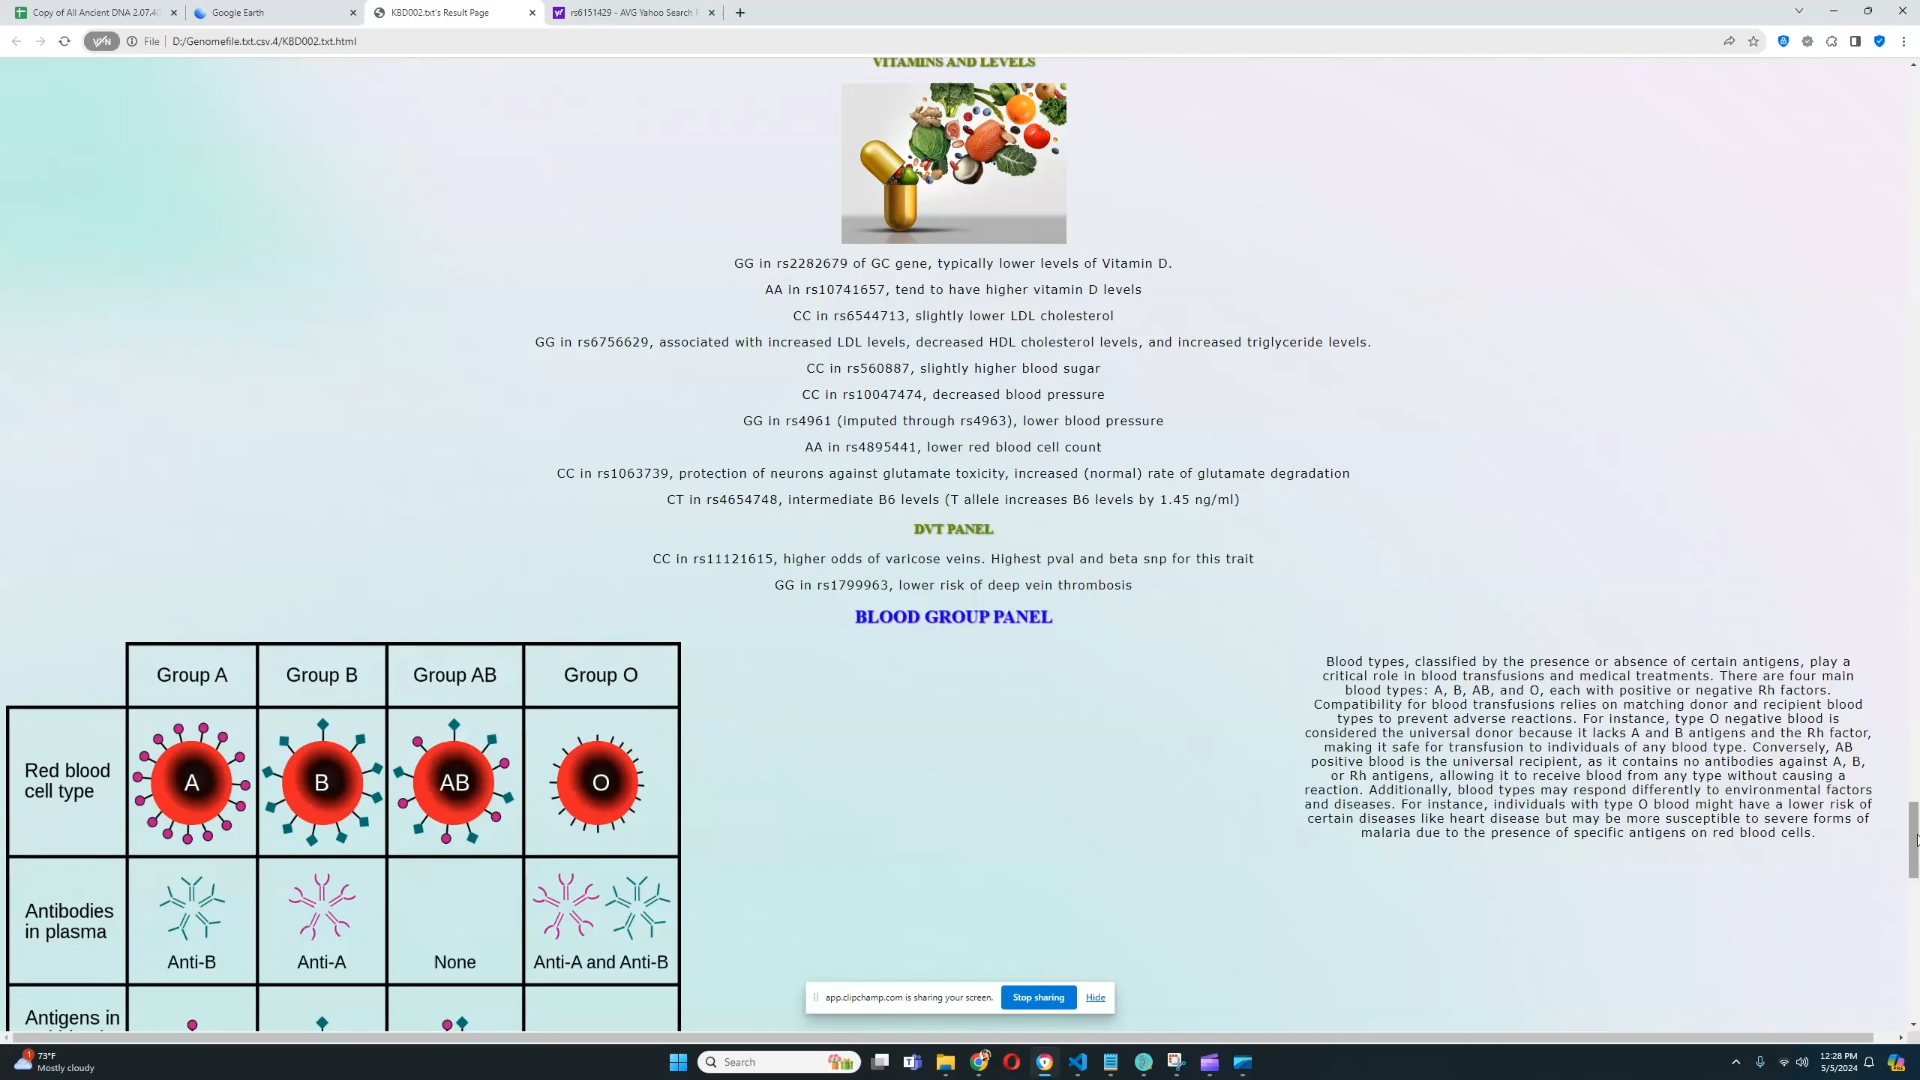 Copy of All Ancient DNA 2.07.40
Google Earth
KBD002.txt's Result Page
rs6151429 - AVG Yahoo Search
File
D:/Genomefile.txt.csv.4/KBD002.txt.html
VITAMINS AND LEVELS
GG in rs2282679 of GC gene, typically lower levels of Vitamin D.
AA in rs10741657, tend to have higher vitamin D levels
CC in rs6544713, slightly lower LDL cholesterol
GG in rs6756629, associated with increased LDL levels, decreased HDL cholesterol levels, and increased triglyceride levels.
CC in rs560887, slightly higher blood sugar
CC in rs10047474, decreased blood pressure
GG in rs4961 (imputed through rs4963), lower blood pressure
AA in rs4895441, lower red blood cell count
CC in rs1063739, protection of neurons against glutamate toxicity, increased (normal) rate of glutamate degradation
CT in rs4654748, intermediate B6 levels (T allele increases B6 levels by 1.45 ng/ml)
DVT PANEL
CC in rs11121615, higher odds of varicose veins. Highest pval and beta snp for this trait
GG in rs1799963, lower risk of deep vein thrombosis
BLOOD GROUP PANEL
Group A
Group B
Group AB
Group O
Red blood
cell type
A
B
AB
O
Antibodies
in plasma
Anti-B
Anti-A
None
Anti-A and Anti-B
Antigens in
Blood types, classified by the presence or absence of certain antigens, play a
critical role in blood transfusions and medical treatments. There are four main
blood types: A, B, AB, and O, each with positive or negative Rh factors.
Compatibility for blood transfusions relies on matching donor and recipient blood
types to prevent adverse reactions. For instance, type O negative blood is
considered the universal donor because it lacks A and B antigens and the Rh factor,
making it safe for transfusion to individuals of any blood type. Conversely, AB
positive blood is the universal recipient, as it contains no antibodies against A, B,
or Rh antigens, allowing it to receive blood from any type without causing a
reaction. Additionally, blood types may respond differently to environmental factors
and diseases. For instance, individuals with type O blood might have a lower risk of
certain diseases like heart disease but may be more susceptible to severe forms of
malaria due to the presence of specific antigens on red blood cells.
app.clipchamp.com is sharing your screen.
Stop sharing
Hide
1
73°F
Mostly cloudy
Search
12:28 PM
5/5/2024